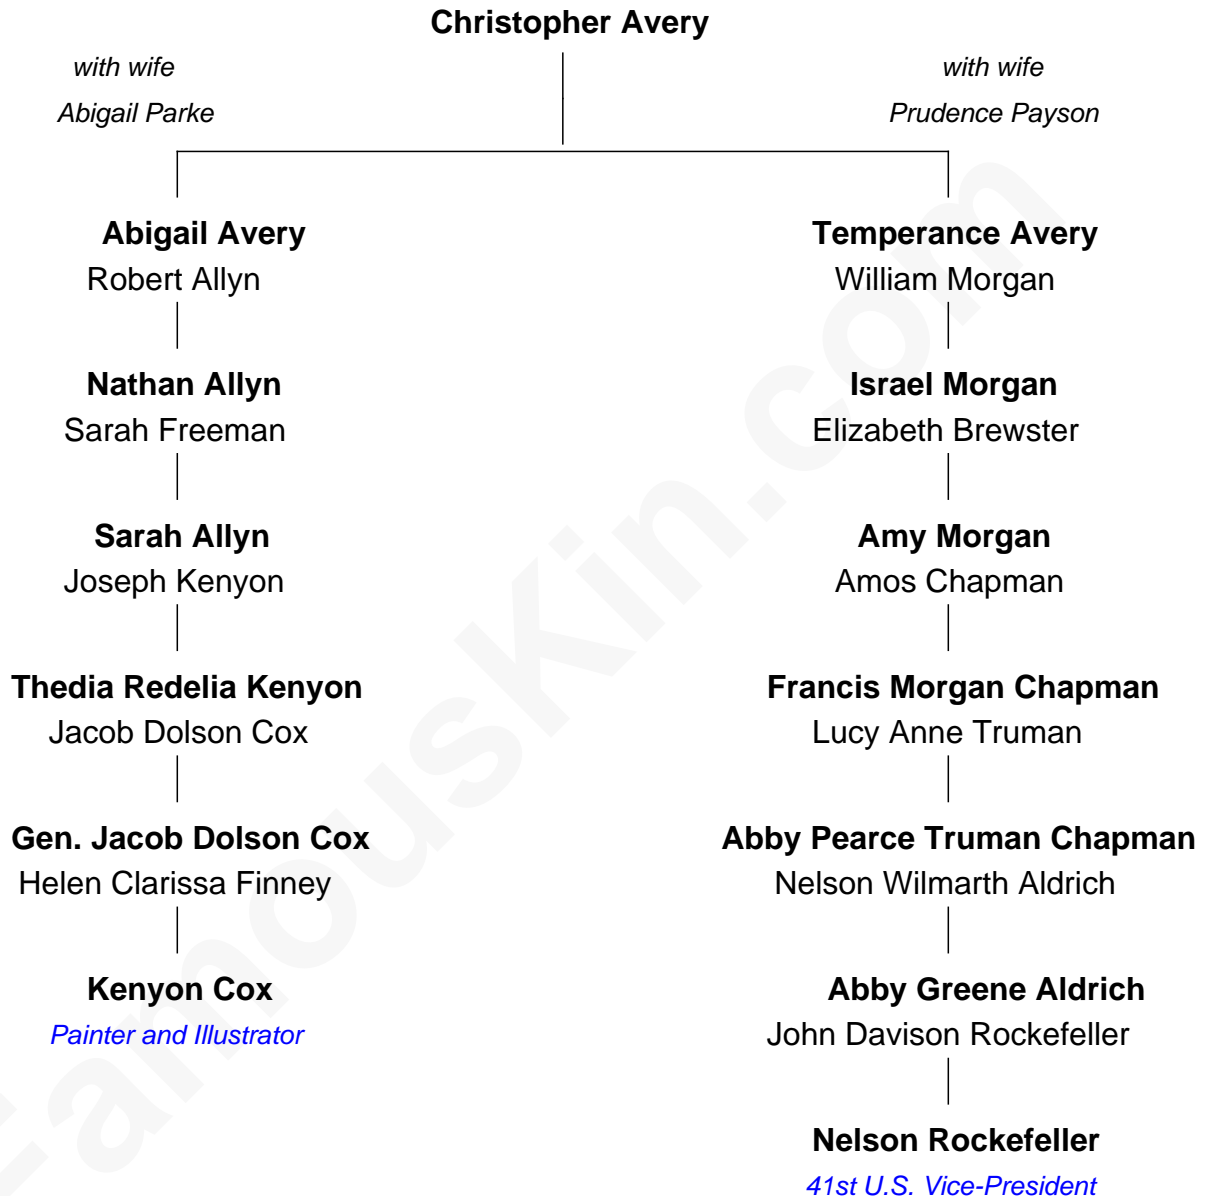 Christopher Avery
with wife
Abigail Parke
with wife
Prudence Payson
Abigail Avery
Robert Allyn
Nathan Allyn
Sarah Freeman
Sarah Allyn
Joseph Kenyon
Thedia Redelia Kenyon
Jacob Dolson Cox
Gen. Jacob Dolson Cox
Helen Clarissa Finney
Kenyon Cox
Painter and Illustrator
Temperance Avery
William Morgan
Israel Morgan
Elizabeth Brewster
Amy Morgan
Amos Chapman
Francis Morgan Chapman
Lucy Anne Truman
Abby Pearce Truman Chapman
Nelson Wilmarth Aldrich
Abby Greene Aldrich
John Davison Rockefeller
Nelson Rockefeller
41st U.S. Vice-President
FamousKin.com